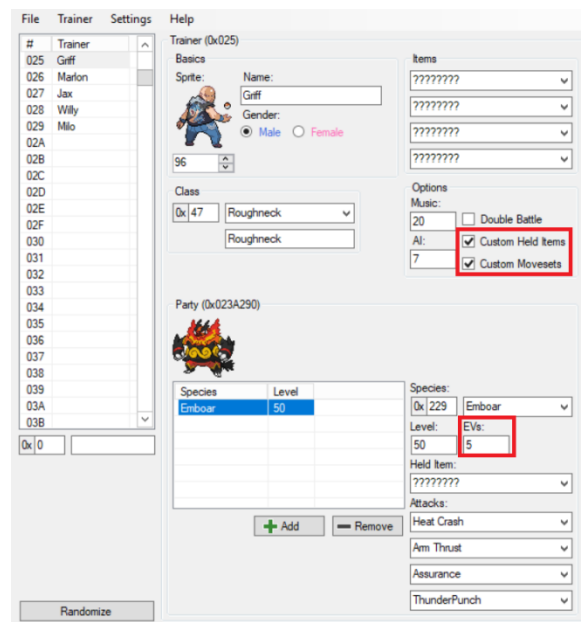 File Trainer Settings Help
# Trainer
025 Griff
026 Marlon
027 Jax
028 Willy
029 Milo
02A
02B
02C
02D
02E
02F
030
031
032
033
034
035
036
037
038
039
03A
03B
0x 0
Randomize
Trainer (0x025)
Basics
Sprite:
Name:
Griff
Gender:
Male Female
96
Items
????????
????????
????????
????????
Class
0x 47 Roughneck
Roughneck
Options
Music:
20 Double Battle
AI: Custom Held Items
7 Custom Movesets
Party (0x023A290)
Species Level
Emboar 50
Add Remove
Species:
0x 229 Emboar
Level: EVs:
50 5
Held Item:
????????
Attacks:
Heat Crash
Arm Thrust
Assurance
ThunderPunch